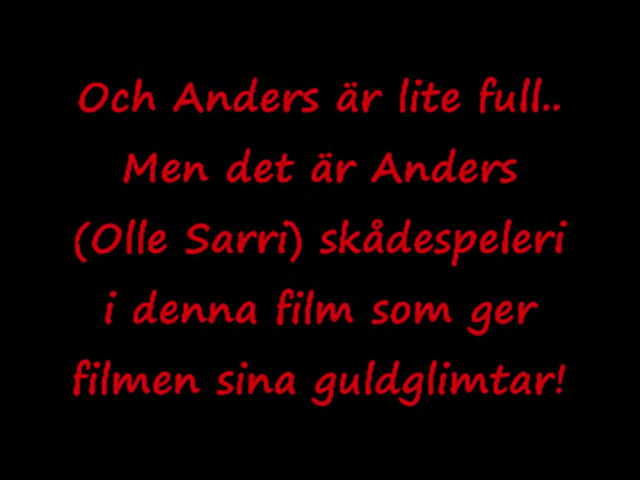 Och Anders är lite full..
Men det är Anders
(Olle Sarri) skådespeleri
i denna film som ger
filmen sina guldglimtar!